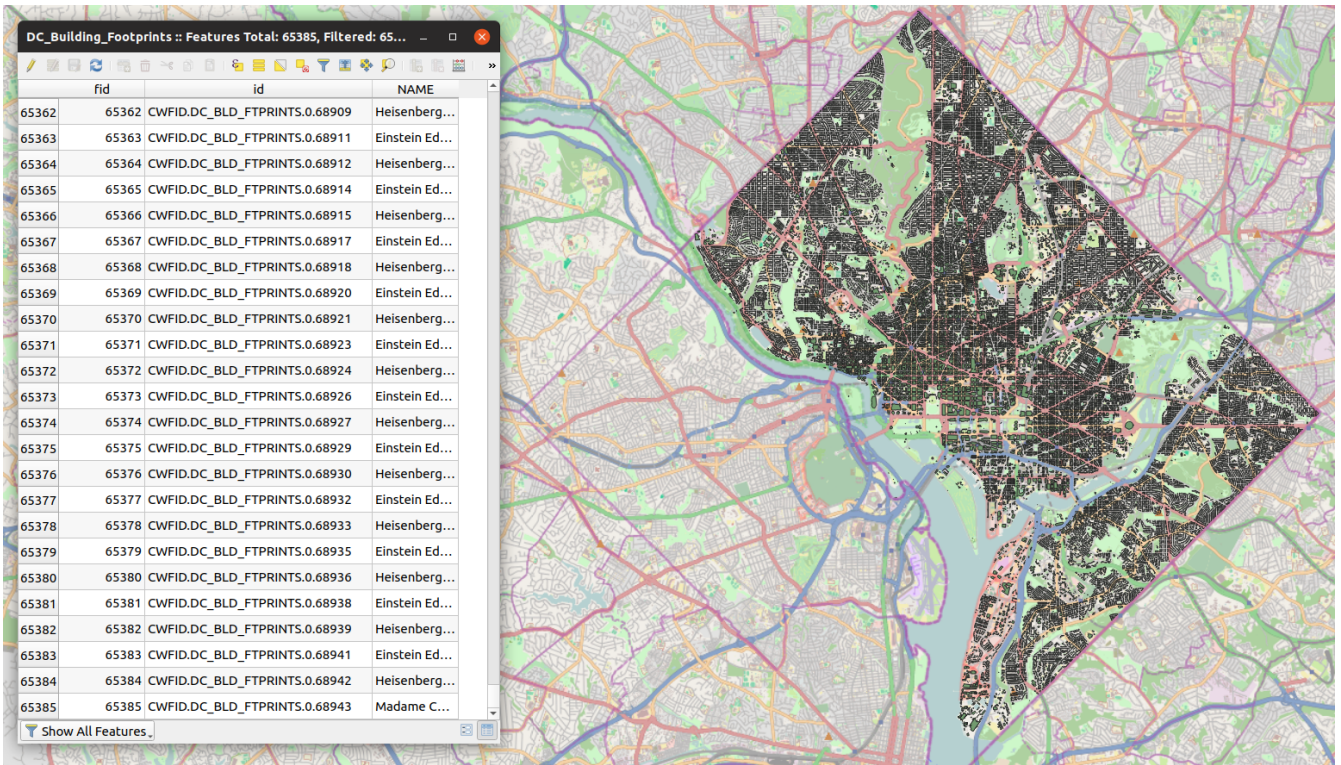 DC_Building_Footprints :: Features Total: 65385, Filtered: 65...
fid id NAME
65362 65362 CWFID.DC_BLD_FTPRINTS.0.68909 Heisenberg...
65363 65363 CWFID.DC_BLD_FTPRINTS.0.68911 Einstein Ed...
65364 65364 CWFID.DC_BLD_FTPRINTS.0.68912 Heisenberg...
65365 65365 CWFID.DC_BLD_FTPRINTS.0.68914 Einstein Ed...
65366 65366 CWFID.DC_BLD_FTPRINTS.0.68915 Heisenberg...
65367 65367 CWFID.DC_BLD_FTPRINTS.0.68917 Einstein Ed...
65368 65368 CWFID.DC_BLD_FTPRINTS.0.68918 Heisenberg...
65369 65369 CWFID.DC_BLD_FTPRINTS.0.68920 Einstein Ed...
65370 65370 CWFID.DC_BLD_FTPRINTS.0.68921 Heisenberg...
65371 65371 CWFID.DC_BLD_FTPRINTS.0.68923 Einstein Ed...
65372 65372 CWFID.DC_BLD_FTPRINTS.0.68924 Heisenberg...
65373 65373 CWFID.DC_BLD_FTPRINTS.0.68926 Einstein Ed...
65374 65374 CWFID.DC_BLD_FTPRINTS.0.68927 Heisenberg...
65375 65375 CWFID.DC_BLD_FTPRINTS.0.68929 Einstein Ed...
65376 65376 CWFID.DC_BLD_FTPRINTS.0.68930 Heisenberg...
65377 65377 CWFID.DC_BLD_FTPRINTS.0.68932 Einstein Ed...
65378 65378 CWFID.DC_BLD_FTPRINTS.0.68933 Heisenberg...
65379 65379 CWFID.DC_BLD_FTPRINTS.0.68935 Einstein Ed...
65380 65380 CWFID.DC_BLD_FTPRINTS.0.68936 Heisenberg...
65381 65381 CWFID.DC_BLD_FTPRINTS.0.68938 Einstein Ed...
65382 65382 CWFID.DC_BLD_FTPRINTS.0.68939 Heisenberg...
65383 65383 CWFID.DC_BLD_FTPRINTS.0.68941 Einstein Ed...
65384 65384 CWFID.DC_BLD_FTPRINTS.0.68942 Heisenberg...
65385 65385 CWFID.DC_BLD_FTPRINTS.0.68943 Madame C...
Show All Features